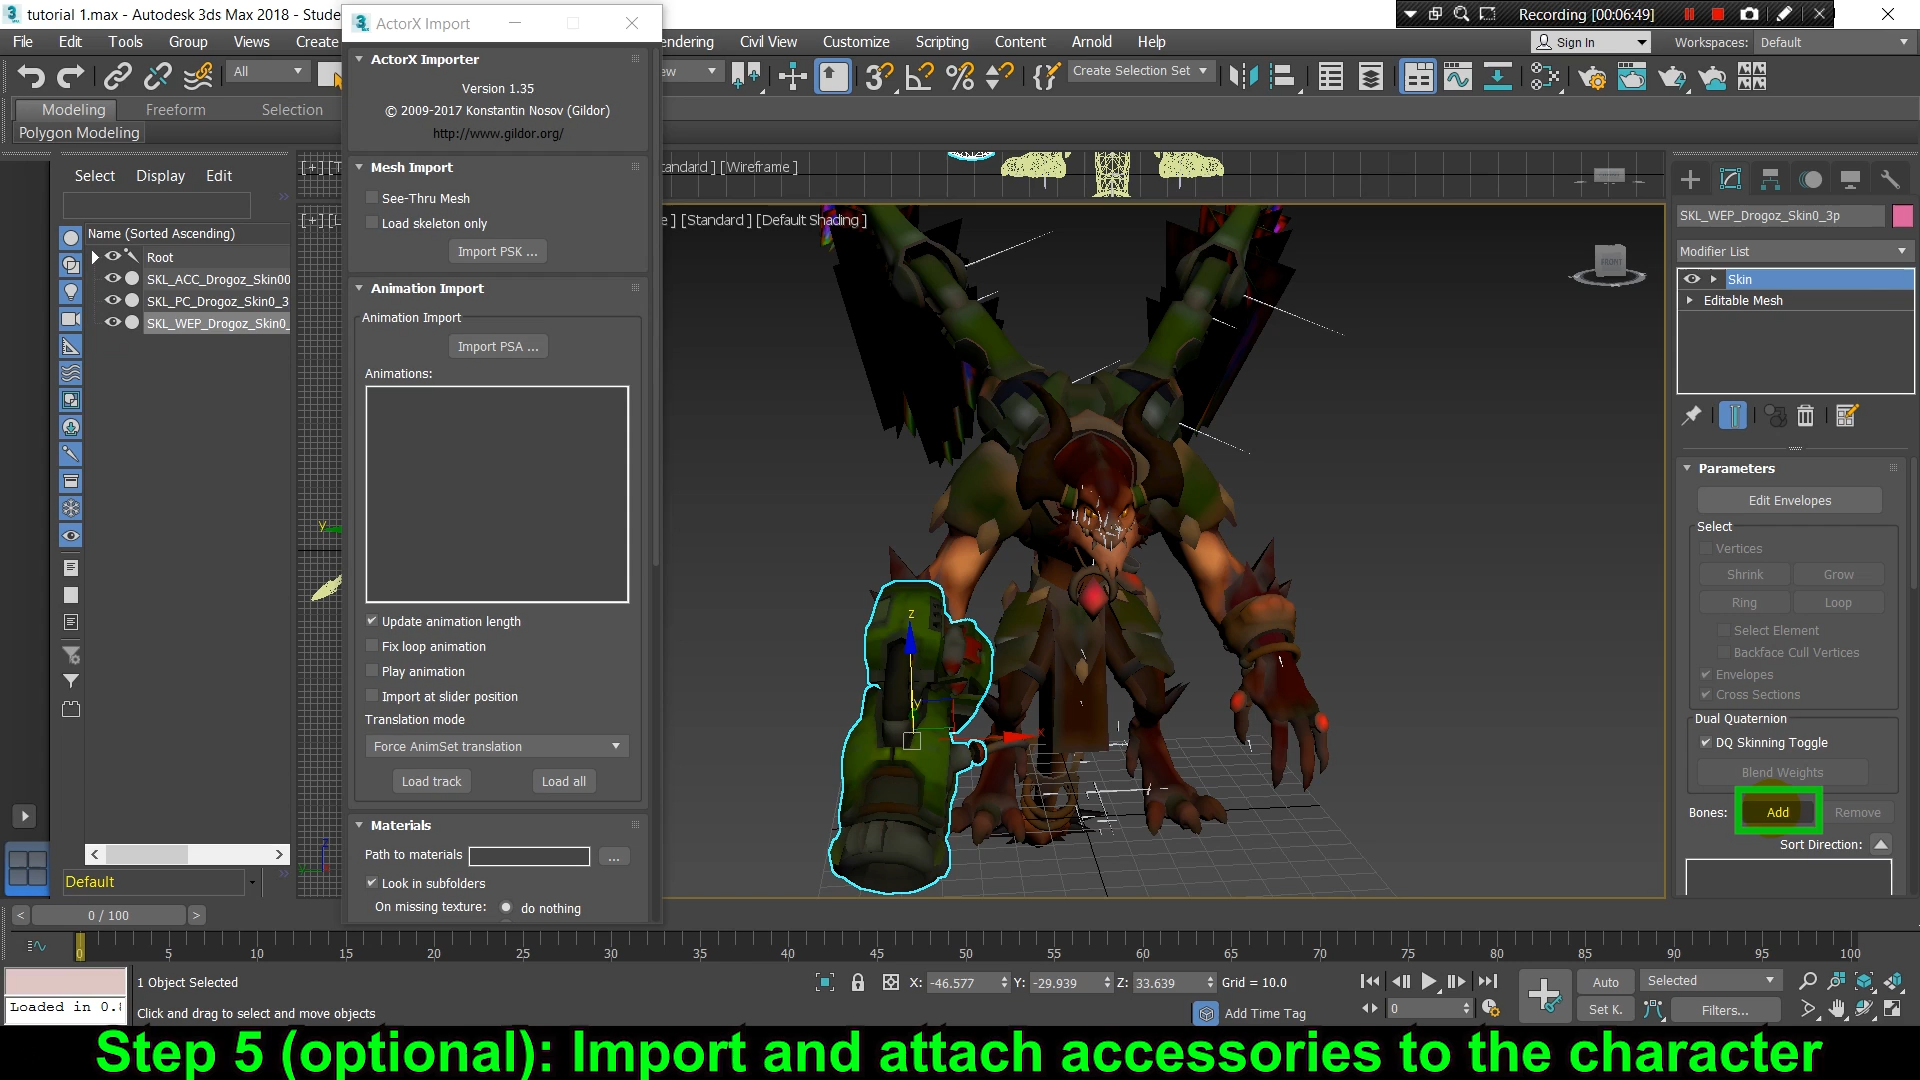 tutorial 1.max - Autodesk 3ds Max 2018 - Stude
ActorX Import
Recording [00:06:49]
File Edit Tools Group Views Create
ndering Civil View Customize Scripting Content Arnold Help
Sign In
Workspaces: Default
All
ew
Create Selection Set
Modeling Freeform Selection
Polygon Modeling
ActorX Importer
Version 1.35
© 2009-2017 Konstantin Nosov (Gildor)
http://www.gildor.org/
Mesh Import
See-Thru Mesh
Load skeleton only
Import PSK ...
Animation Import
Animation Import
Import PSA ...
Animations:
Update animation length
Fix loop animation
Play animation
Import at slider position
Translation mode
Force AnimSet translation
Load track Load all
Materials
Path to materials ...
Look in subfolders
On missing texture: do nothing
Select Display Edit
Name (Sorted Ascending)
Root
SKL_ACC_Drogoz_Skin00
SKL_PC_Drogoz_Skin0_3
SKL_WEP_Drogoz_Skin0_
Default
[+] [T
tandard ] [Wireframe ]
e ] [Standard ] [Default Shading ]
FRONT
z
y
x
SKL_WEP_Drogoz_Skin0_3p
Modifier List
Skin
Editable Mesh
Parameters
Edit Envelopes
Select
Vertices
Shrink Grow
Ring Loop
Select Element
Backface Cull Vertices
Envelopes
Cross Sections
Dual Quaternion
DQ Skinning Toggle
Blend Weights
Bones: Add Remove
Sort Direction:
< 0 / 100 >
0 5 10 15 20 25 30 35 40 45 50 55 60 65 70 75 80 85 90 95 100
1 Object Selected
Loaded in 0.8
Click and drag to select and move objects
X: -46.577 Y: -29.939 Z: 33.639 Grid = 10.0
Add Time Tag
0
Auto Selected
Set K. Filters...
Step 5 (optional): Import and attach accessories to the character